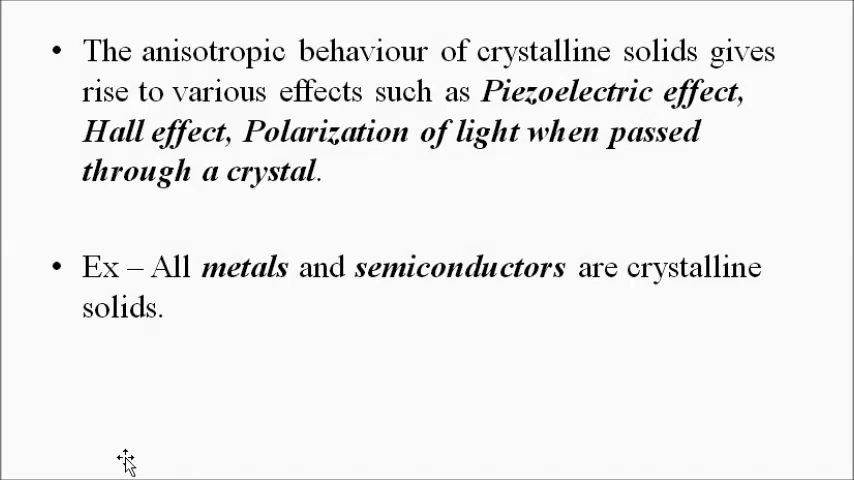 • The anisotropic behaviour of crystalline solids gives
rise to various effects such as Piezoelectric effect,
Hall effect, Polarization of light when passed
through a crystal.
• Ex – All metals and semiconductors are crystalline
solids.